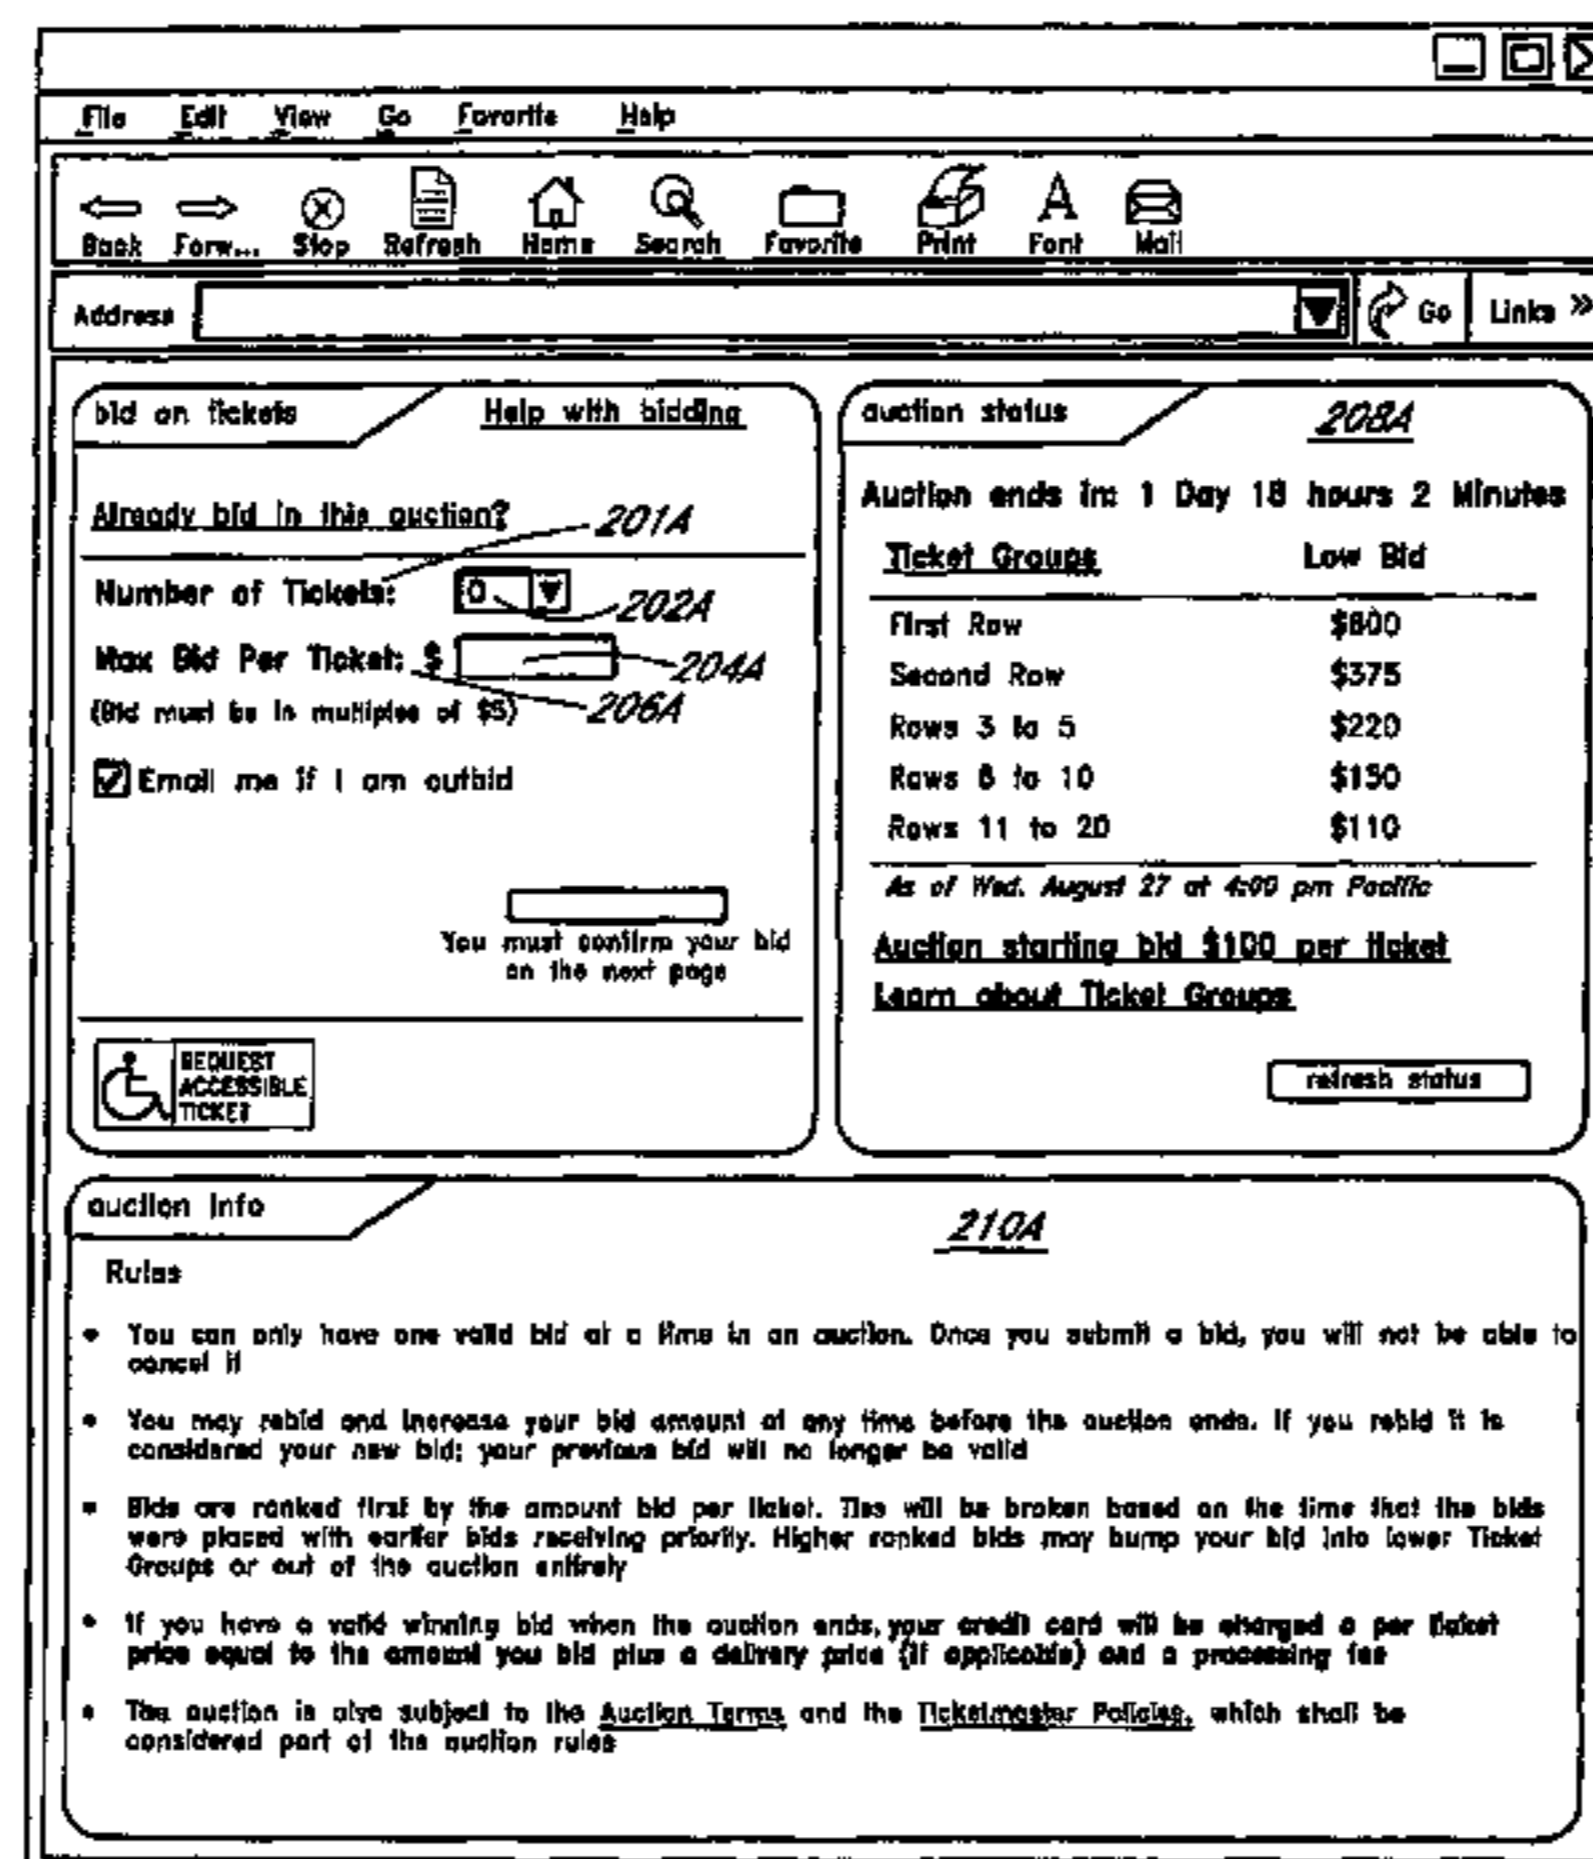 File Edit View Go Favorite Help
Back Forw... Stop Refresh Home Search Favorite Print Font Mail
Address Go Links »
bid on tickets Help with bidding
Already bid in this auction? 201A
Number of Tickets: 0 202A
Max Bid Per Ticket: $ 204A
(Bid must be in multiples of $5) 206A
Email me if I am outbid
You must confirm your bid
on the next page
REQUEST
ACCESSIBLE
TICKET
auction status 208A
Auction ends in: 1 Day 18 hours 2 Minutes
Ticket Groups Low Bid
First Row
Second Row $375
Rows 3 to 5 $220
Rows 6 to 10 $150
Rows 11 to 20 $110
As of Wed. August 27 at 4:00 pm Pacific
Auction starting bid $100 per ticket
Learn about Ticket Groups
refresh status
auction info 210A
Rules
• You can only have one valid bid at a time in an auction. Once you submit a bid, you will not be able to
cancel it
• You may rebid and increase your bid amount at any time before the auction ends. If you rebid it is
considered your new bid; your previous bid will no longer be valid
• Bids are ranked first by the amount bid per ticket. Ties will be broken based on the time that the bids
were placed with earlier bids receiving priority. Higher ranked bids may bump your bid into lower Ticket
Groups or out of the auction entirely
• If you have a valid winning bid when the auction ends, your credit card will be charged a per ticket
price equal to the amount you bid plus a delivery price (if applicable) and a processing fee
• The auction is also subject to the Auction Terms and the Ticketmaster Policies, which shall be
considered part of the auction rules